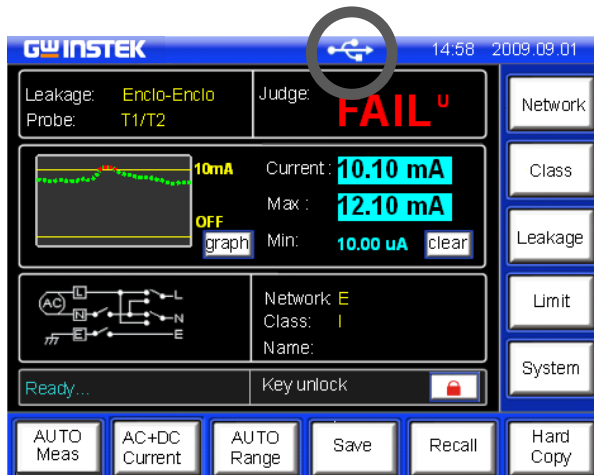 GWINSTEK 14:58 2009.09.01
Leakage: Enclo-Enclo
Probe: T1/T2
Judge: FAIL U
10mA
OFF
graph
Current: 10.10 mA
Max : 12.10 mA
Min: 10.00 uA clear
AC L N E L N E
Network E
Class: I
Name:
Ready...
Key unlock
Network
Class
Leakage
Limit
System
AUTO Meas
AC+DC Current
AUTO Range
Save
Recall
Hard Copy